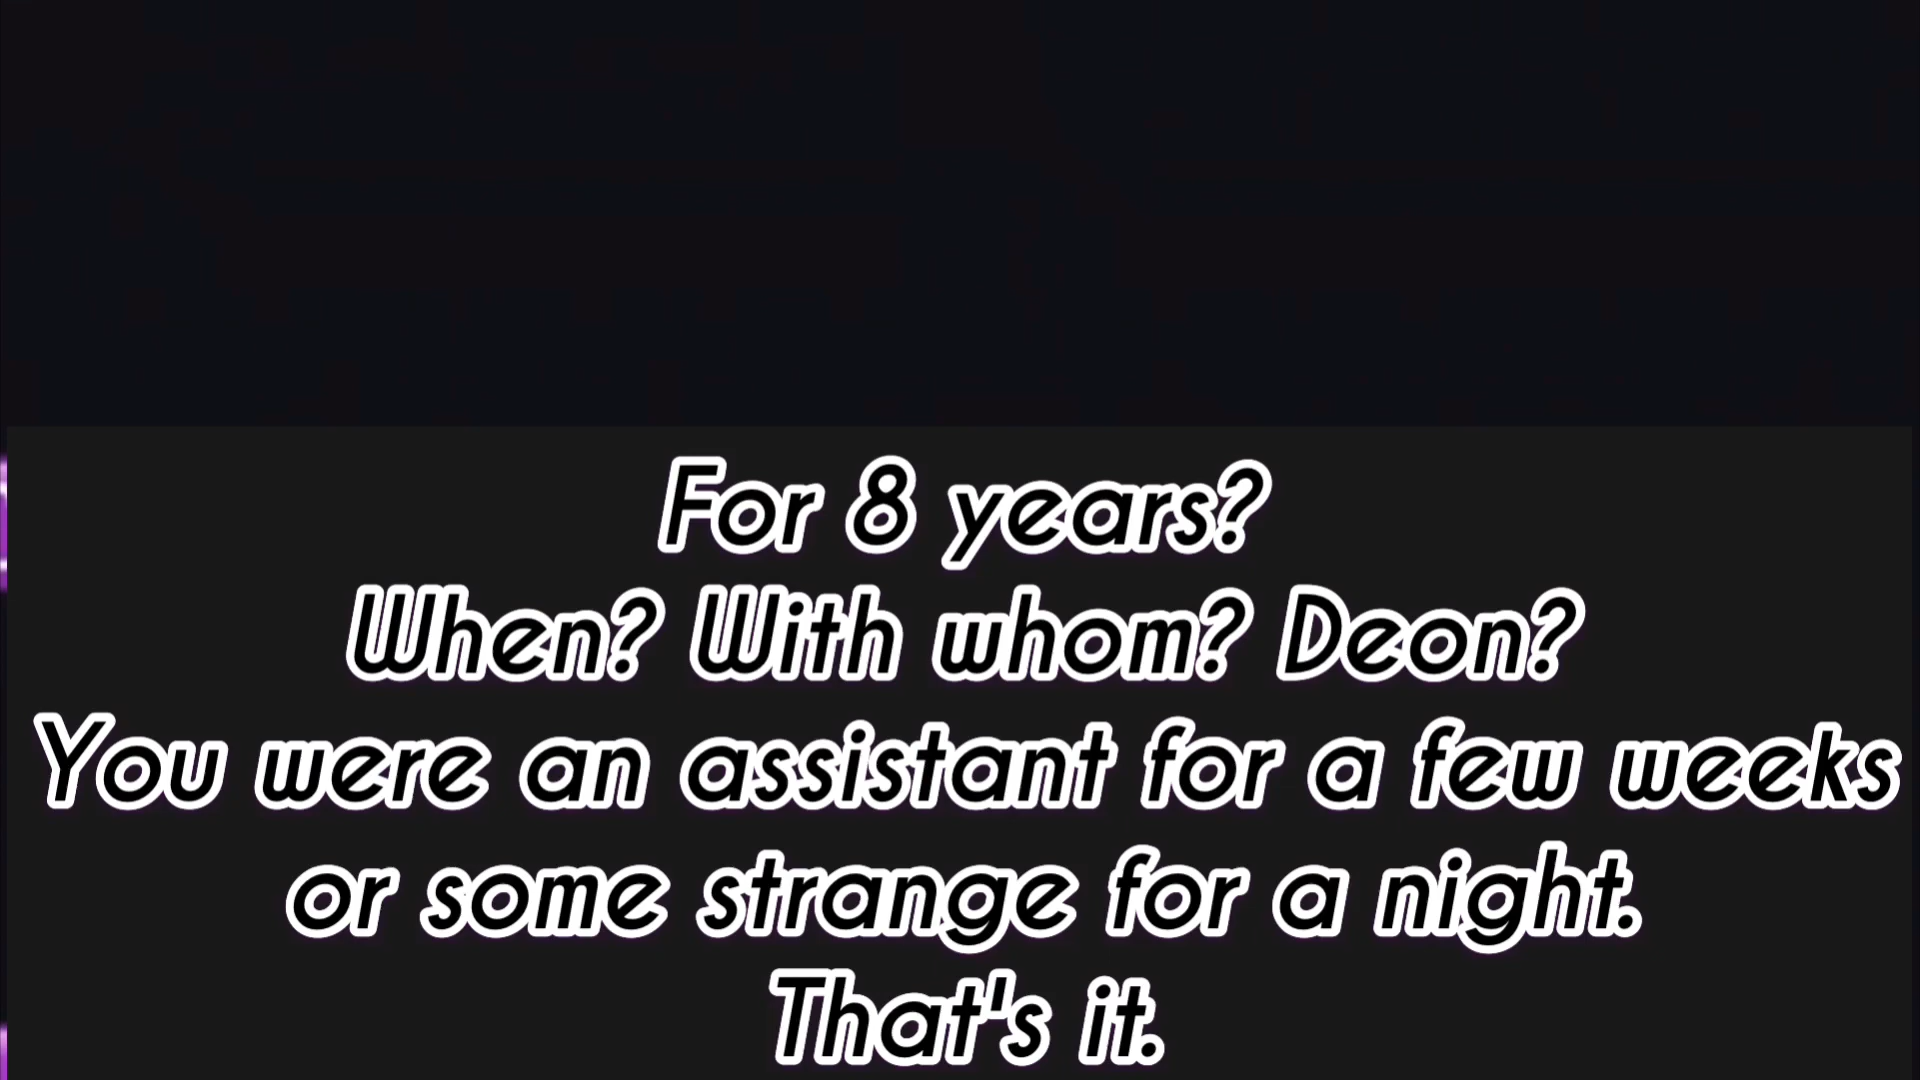 For 8 years?
When? With whom? Deon?
You were an assistant for a few weeks
or some strange for a night.
That's it.